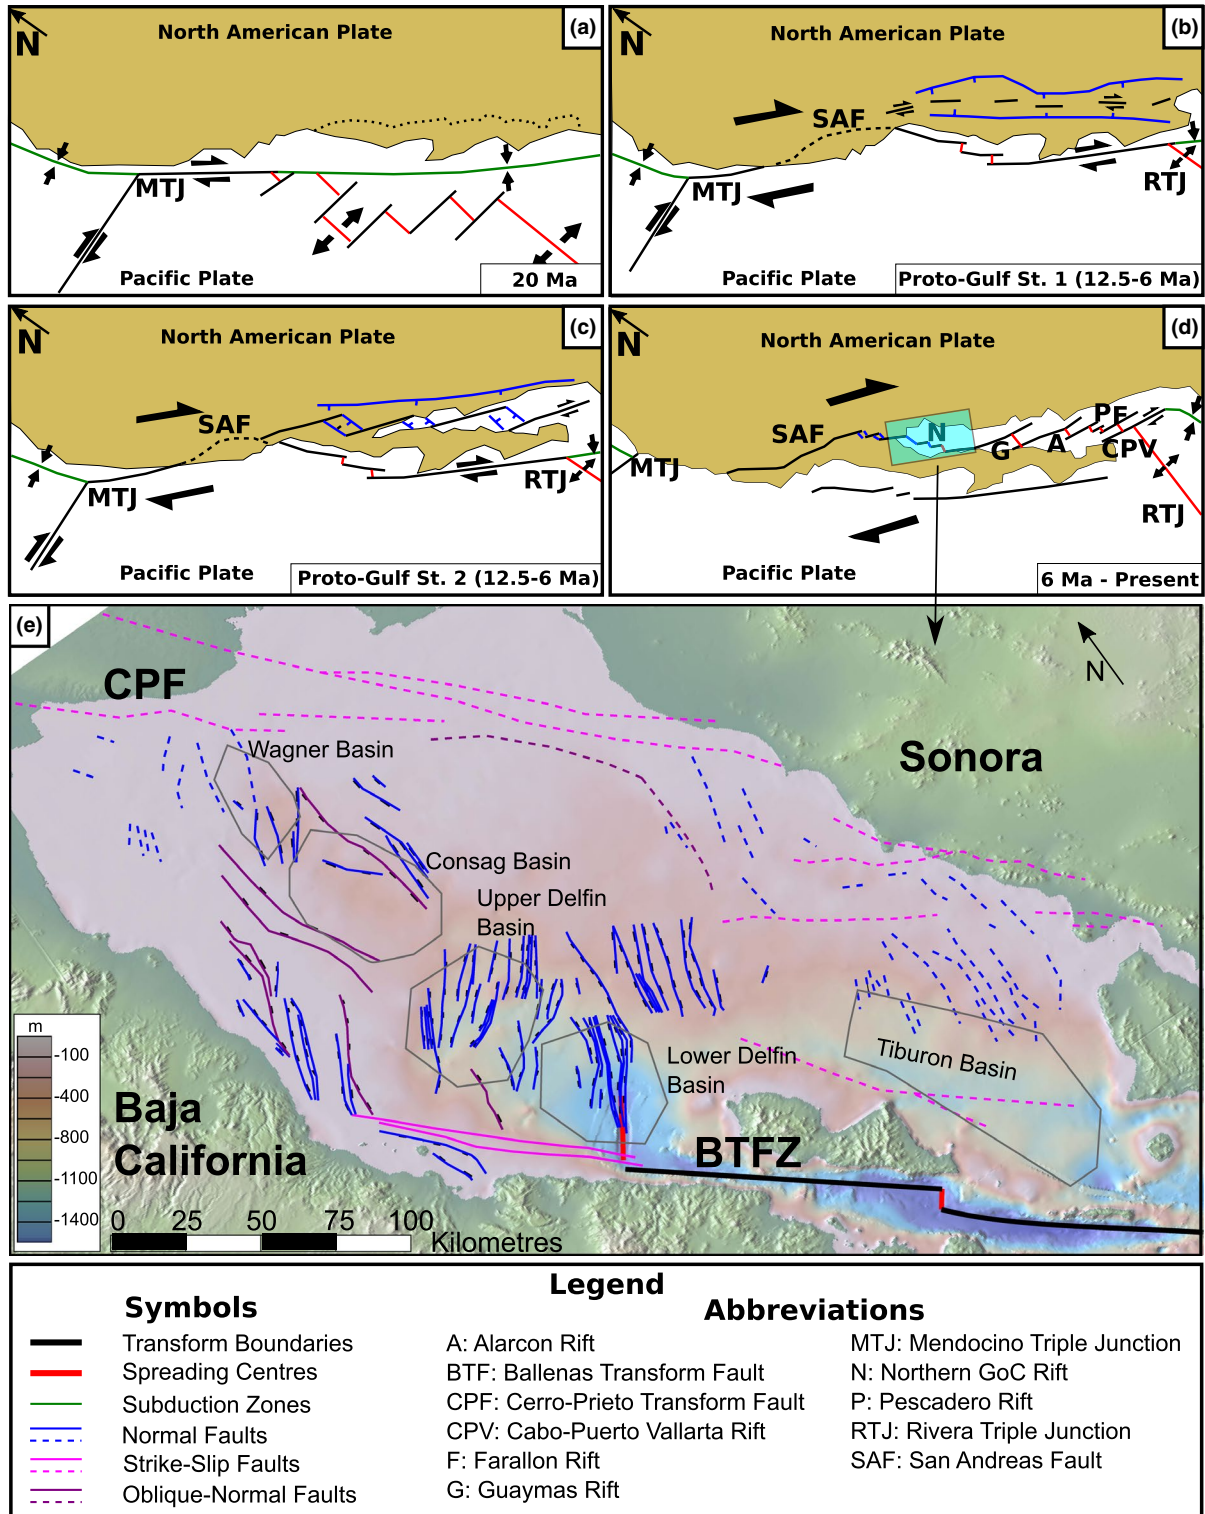 North American Plate
(a)
N
MTJ
Pacific Plate
20 Ma
North American Plate
(b)
N
SAF
MTJ
RTJ
Pacific Plate
Proto-Gulf St. 1 (12.5-6 Ma)
North American Plate
(c)
N
SAF
MTJ
RTJ
Pacific Plate
Proto-Gulf St. 2 (12.5-6 Ma)
North American Plate
(d)
N
SAF
N
G
A
PF
CPV
MTJ
RTJ
Pacific Plate
6 Ma - Present
(e)
N
CPF
Sonora
Wagner Basin
Consag Basin
Upper Delfin
Basin
Lower Delfin
Basin
Tiburon Basin
BTFZ
Baja
California
m
-100
-400
-800
-1100
-1400
0 25 50 75 100
Kilometres
Legend
Symbols
Transform Boundaries
Spreading Centres
Subduction Zones
Normal Faults
Strike-Slip Faults
Oblique-Normal Faults
Abbreviations
A: Alarcon Rift
BTF: Ballenas Transform Fault
CPF: Cerro-Prieto Transform Fault
CPV: Cabo-Puerto Vallarta Rift
F: Farallon Rift
G: Guaymas Rift
MTJ: Mendocino Triple Junction
N: Northern GoC Rift
P: Pescadero Rift
RTJ: Rivera Triple Junction
SAF: San Andreas Fault